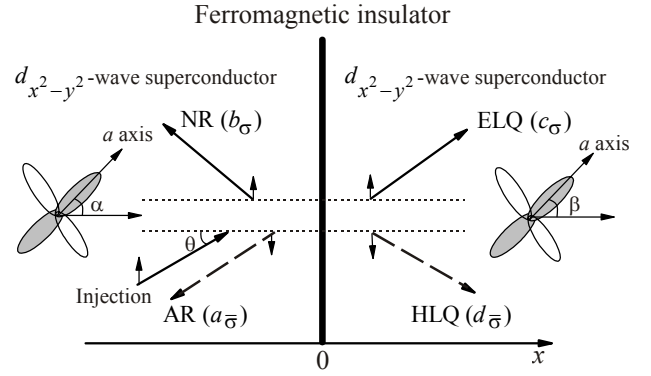 Ferromagnetic insulator
d_{x²−y²}-wave superconductor
d_{x²−y²}-wave superconductor
NR (b_σ)
ELQ (c_σ)
a axis
a axis
α
β
θ
Injection
AR (a_σ̅)
HLQ (d_σ̅)
0
x